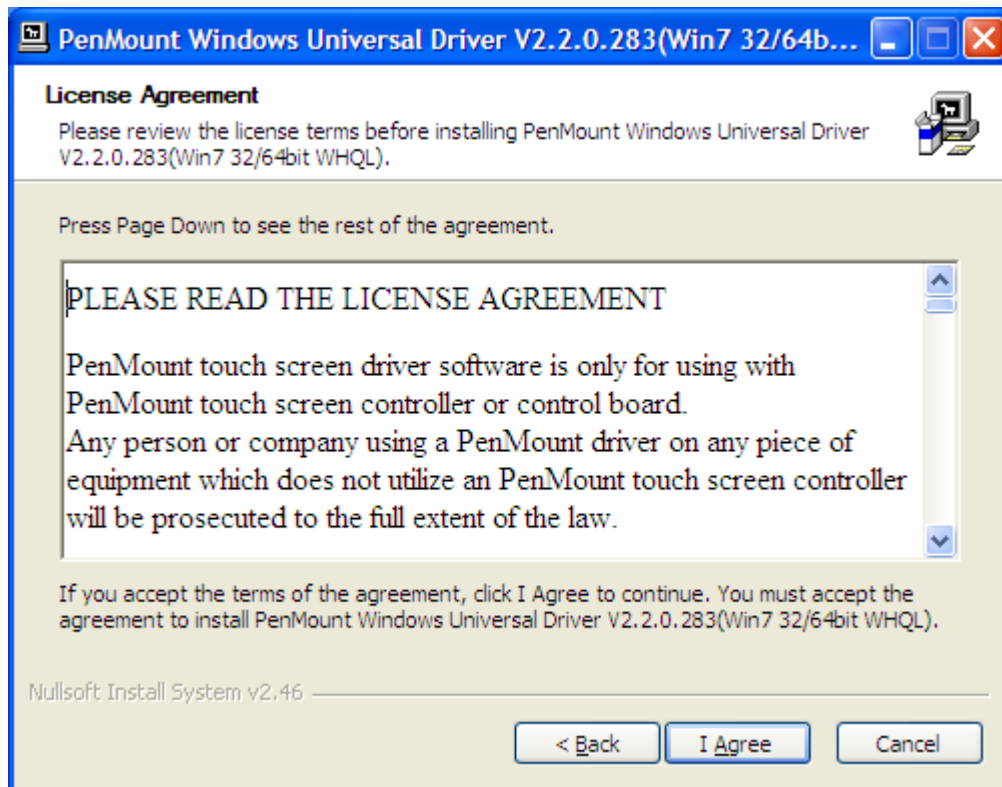 PenMount Windows Universal Driver V2.2.0.283(Win7 32/64b...
License Agreement
Please review the license terms before installing PenMount Windows Universal Driver
V2.2.0.283(Win7 32/64bit WHQL).
Press Page Down to see the rest of the agreement.
PLEASE READ THE LICENSE AGREEMENT
PenMount touch screen driver software is only for using with
PenMount touch screen controller or control board.
Any person or company using a PenMount driver on any piece of
equipment which does not utilize an PenMount touch screen controller
will be prosecuted to the full extent of the law.
If you accept the terms of the agreement, click I Agree to continue. You must accept the
agreement to install PenMount Windows Universal Driver V2.2.0.283(Win7 32/64bit WHQL).
Nullsoft Install System v2.46
< Back I Agree Cancel